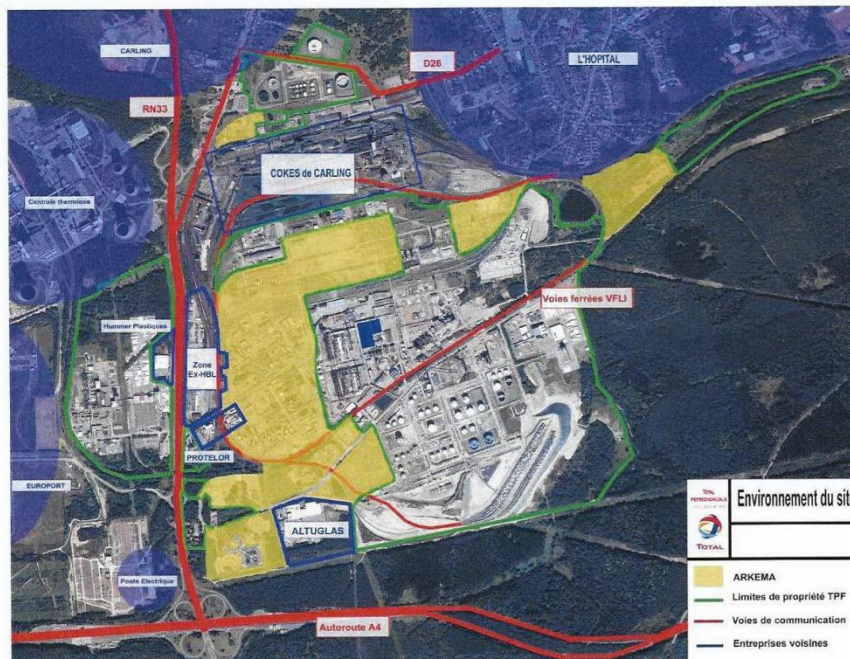 CARLING
D26
L'HOPITAL
RN33
COKES de CARLING
Centrale thermique
Voies ferrées VFLI
Hummer Plastiques
Zone
Ex-HBL
PROTELOR
EUROPORT
ALTUGLAS
Poste Electrique
Autoroute A4
TOTAL
PETROCHEMICALS
TOTAL
Environnement du sit
ARKEMA
Limites de propriété TPF
Voies de communication
Entreprises voisines